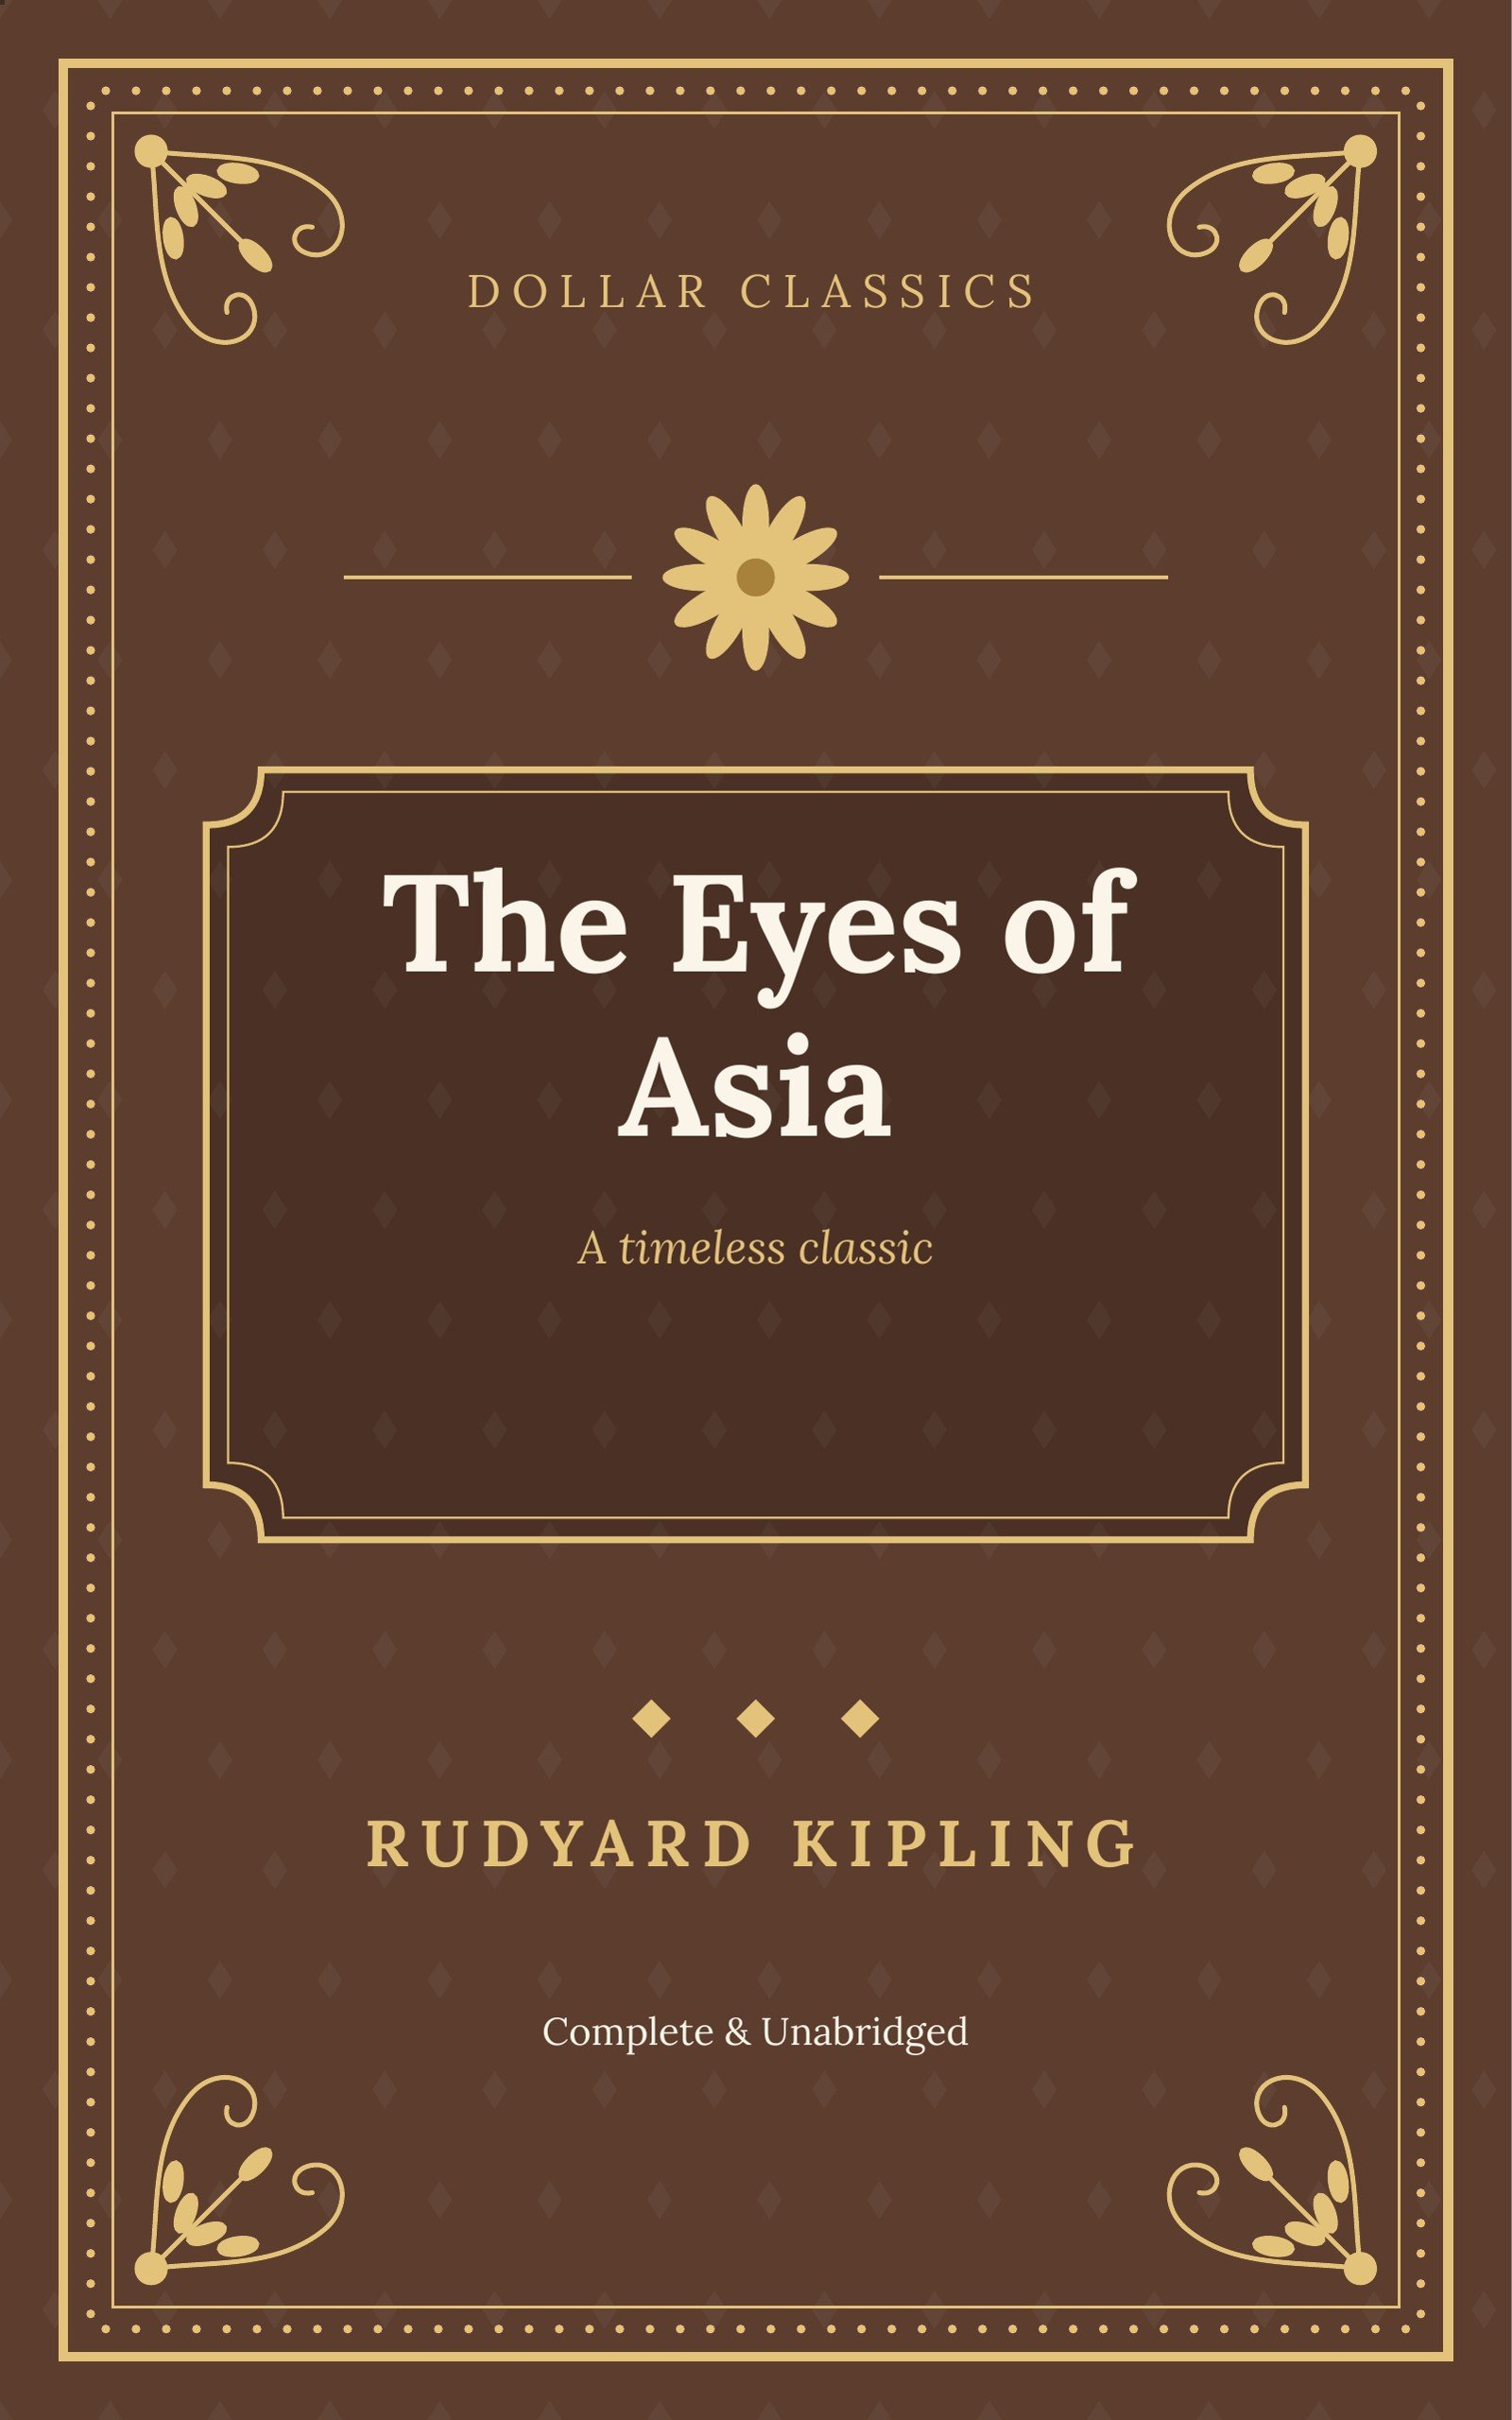 DOLLAR CLASSICS
The Eyes of
Asia
A timeless classic
RUDYARD KIPLING
Complete & Unabridged